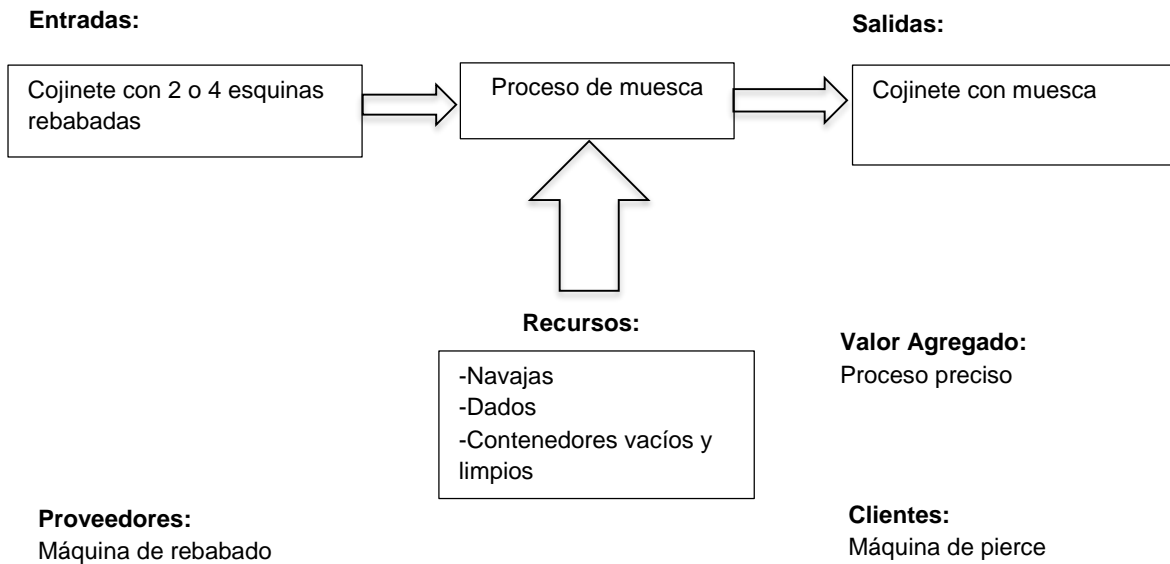 Entradas:
Salidas:
Cojinete con 2 o 4 esquinas
rebabadas
Proceso de muesca
Cojinete con muesca
Recursos:
-Navajas
-Dados
-Contenedores vacíos y
limpios
Valor Agregado:
Proceso preciso
Proveedores:
Máquina de rebabado
Clientes:
Máquina de pierce